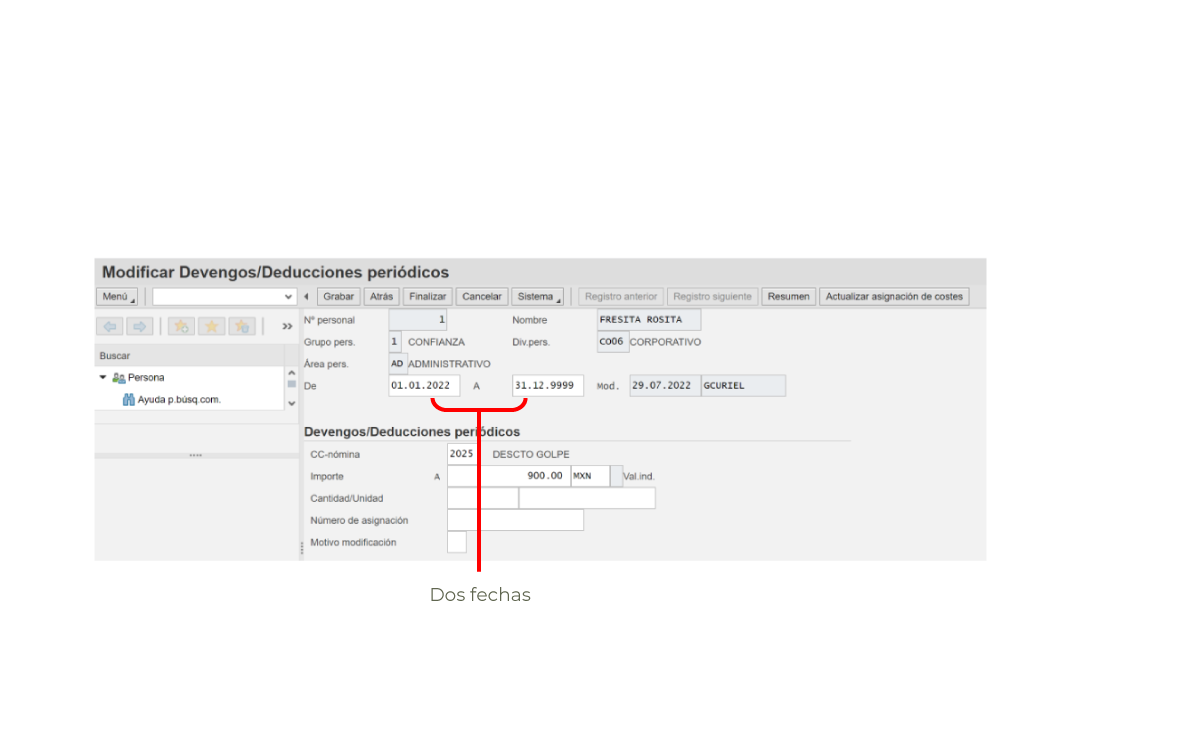 Modificar Devengos/Deducciones periódicos
Menú Grabar Atrás Finalizar Cancelar Sistema Registro anterior Registro siguiente Resumen Actualizar asignación de costes
Nº personal 1 Nombre FRESITA ROSITA
Grupo pers. 1 CONFIANZA Div.pers. CO06 CORPORATIVO
Buscar
Área pers. AD ADMINISTRATIVO
Persona
De 01.01.2022 A 31.12.9999 Mod. 29.07.2022 GCURIEL
Ayuda p.búsq.com.
Devengos/Deducciones periódicos
CC-nómina 2025 DESCTO GOLPE
Importe A 900.00 MXN Val.ind.
Cantidad/Unidad
Número de asignación
Motivo modificación
Dos fechas